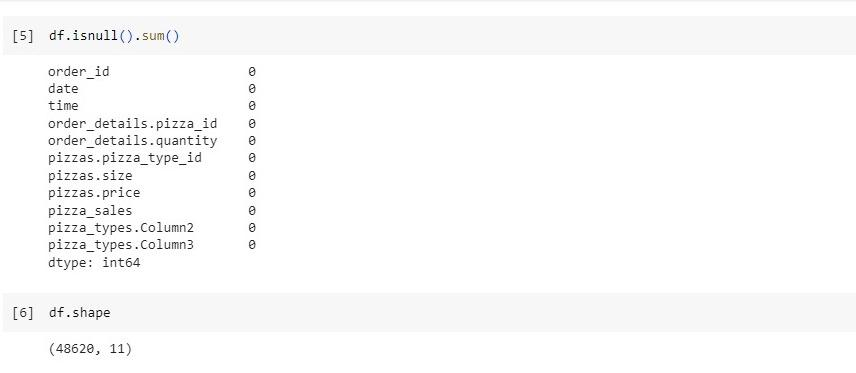 [5] df.isnull().sum()
order_id 0
date 0
time 0
order_details.pizza_id 0
order_details.quantity 0
pizzas.pizza_type_id 0
pizzas.size 0
pizzas.price 0
pizza_sales 0
pizza_types.Column2 0
pizza_types.Column3 0
dtype: int64
[6] df.shape
(48620, 11)